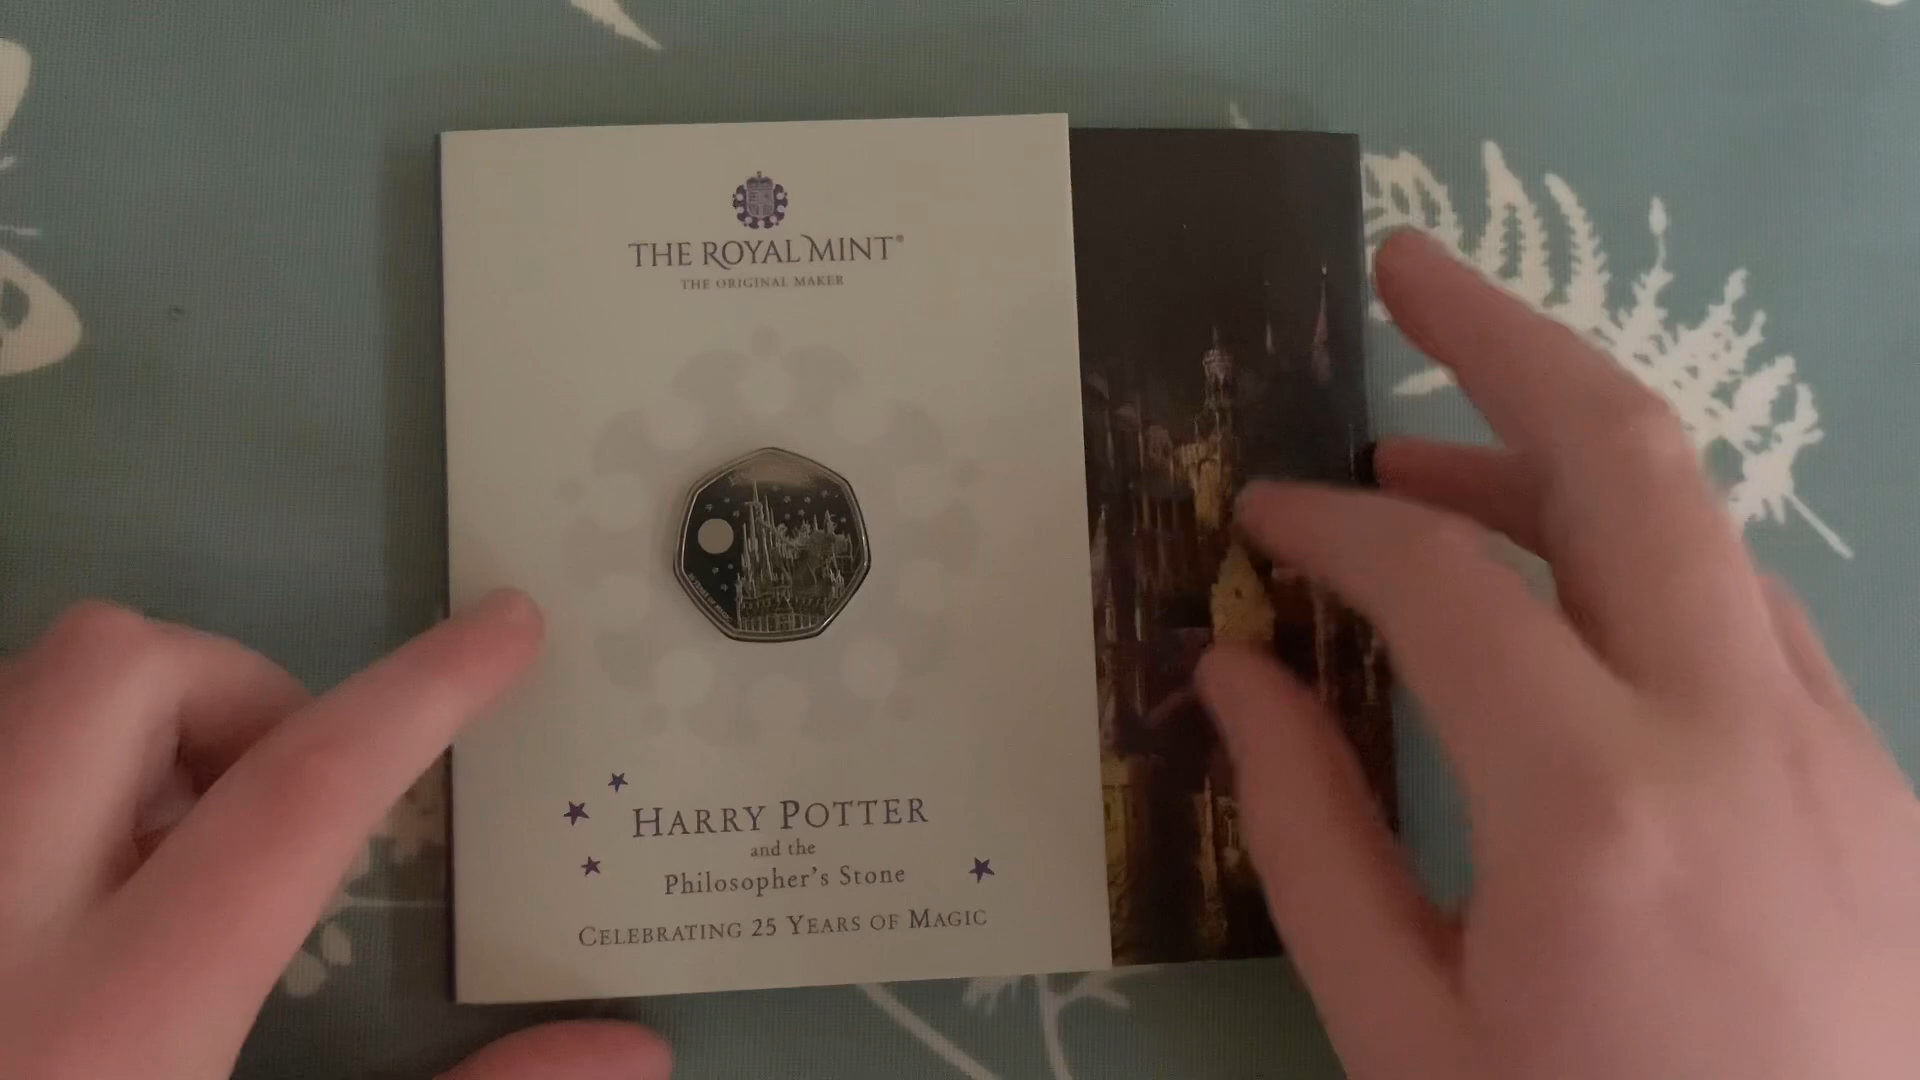 THE ROYAL MINT®
THE ORIGINAL MAKER
HARRY POTTER
and the
Philosopher's Stone
CELEBRATING 25 YEARS OF MAGIC